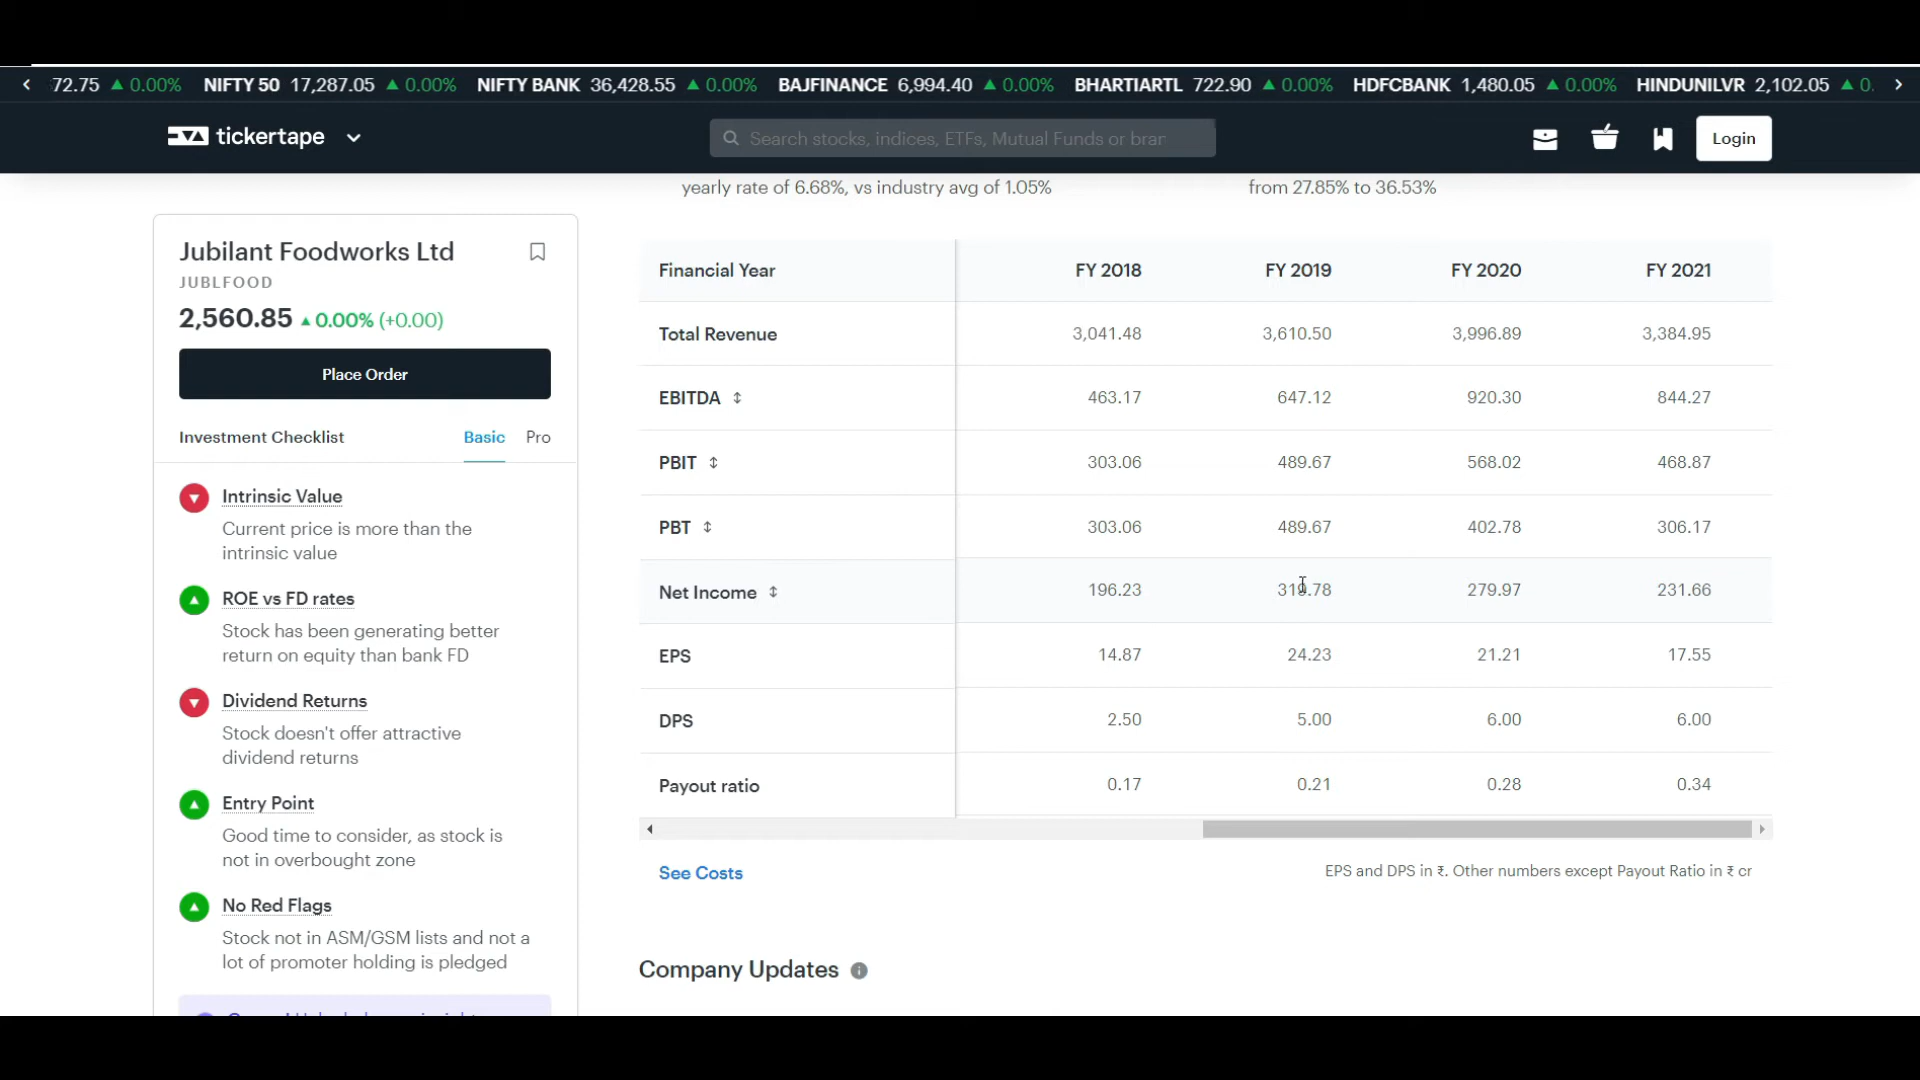 72.75 ▲ 0.00% NIFTY 50 17,287.05 ▲ 0.00% NIFTY BANK 36,428.55 ▲ 0.00% BAJFINANCE 6,994.40 ▲ 0.00% BHARTIARTL 722.90 ▲ 0.00% HDFCBANK 1,480.05 ▲ 0.00% HINDUNILVR 2,102.05 ▲ 0.
tickertape
Search stocks, indices, ETFs, Mutual Funds or brar
Login
yearly rate of 6.68%, vs industry avg of 1.05%
from 27.85% to 36.53%
Jubilant Foodworks Ltd
JUBLFOOD
2,560.85 ▲ 0.00% (+0.00)
Place Order
Investment Checklist Basic Pro
Intrinsic Value
Current price is more than the
intrinsic value
ROE vs FD rates
Stock has been generating better
return on equity than bank FD
Dividend Returns
Stock doesn't offer attractive
dividend returns
Entry Point
Good time to consider, as stock is
not in overbought zone
No Red Flags
Stock not in ASM/GSM lists and not a
lot of promoter holding is pledged
Financial Year FY 2018 FY 2019 FY 2020 FY 2021
Total Revenue 3,041.48 3,610.50 3,996.89 3,384.95
EBITDA 463.17 647.12 920.30 844.27
PBIT 303.06 489.67 568.02 468.87
PBT 303.06 489.67 402.78 306.17
Net Income 196.23 319.78 279.97 231.66
EPS 14.87 24.23 21.21 17.55
DPS 2.50 5.00 6.00 6.00
Payout ratio 0.17 0.21 0.28 0.34
See Costs
EPS and DPS in ₹. Other numbers except Payout Ratio in ₹ cr
Company Updates